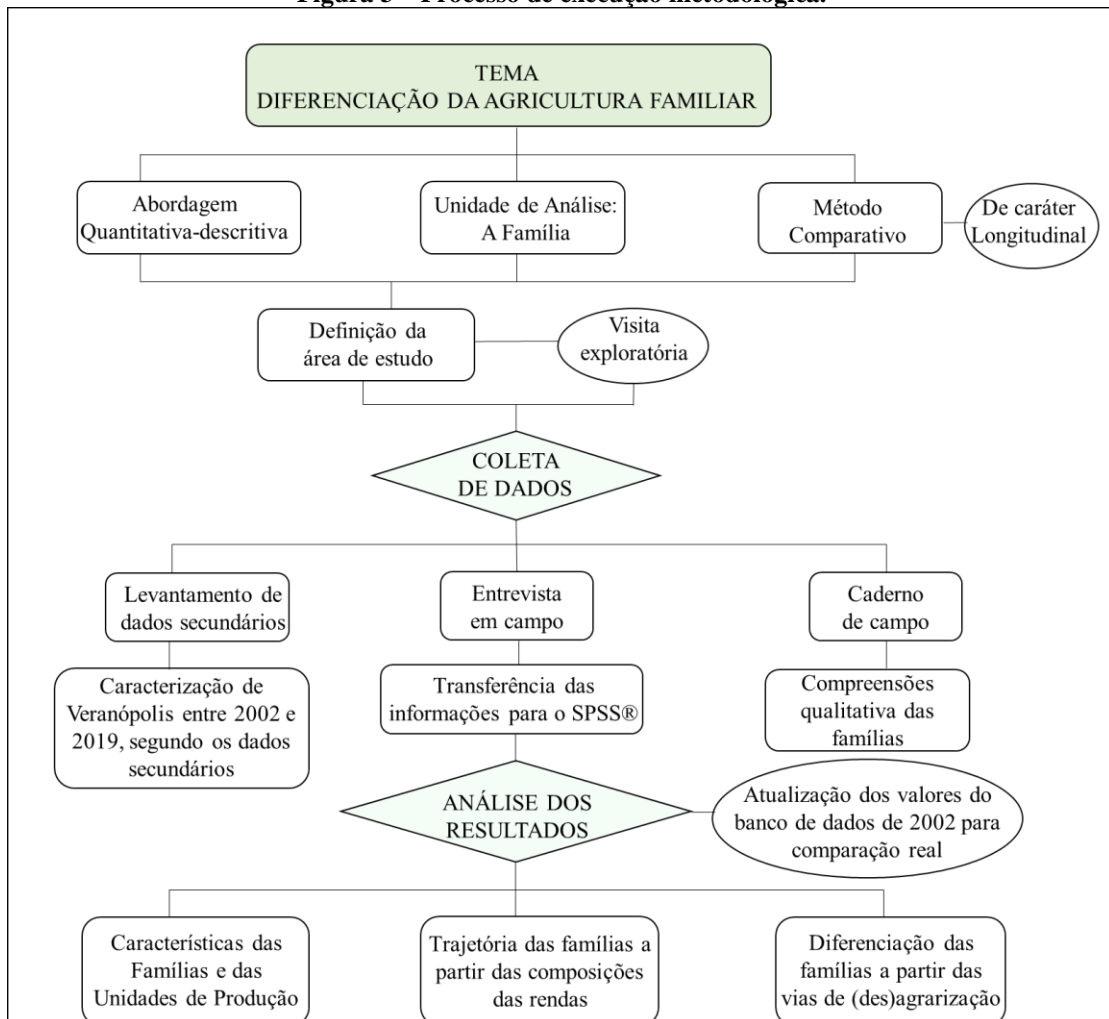 Figura 3 – Processo de execução metodológica.
TEMA
DIFERENCIAÇÃO DA AGRICULTURA FAMILIAR
Abordagem
Quantitativa-descritiva
Unidade de Análise:
A Família
Método
Comparativo
De caráter
Longitudinal
Definição da
área de estudo
Visita
exploratória
COLETA
DE DADOS
Levantamento de
dados secundários
Entrevista
em campo
Caderno
de campo
Caracterização de
Veranópolis entre 2002 e
2019, segundo os dados
secundários
Transferência das
informações para o SPSS®
Compreensões
qualitativa das
famílias
ANÁLISE DOS
RESULTADOS
Atualização dos valores do
banco de dados de 2002 para
comparação real
Características das
Famílias e das
Unidades de Produção
Trajetória das famílias a
partir das composições
das rendas
Diferenciação das
famílias a partir das
vias de (des)agrarização